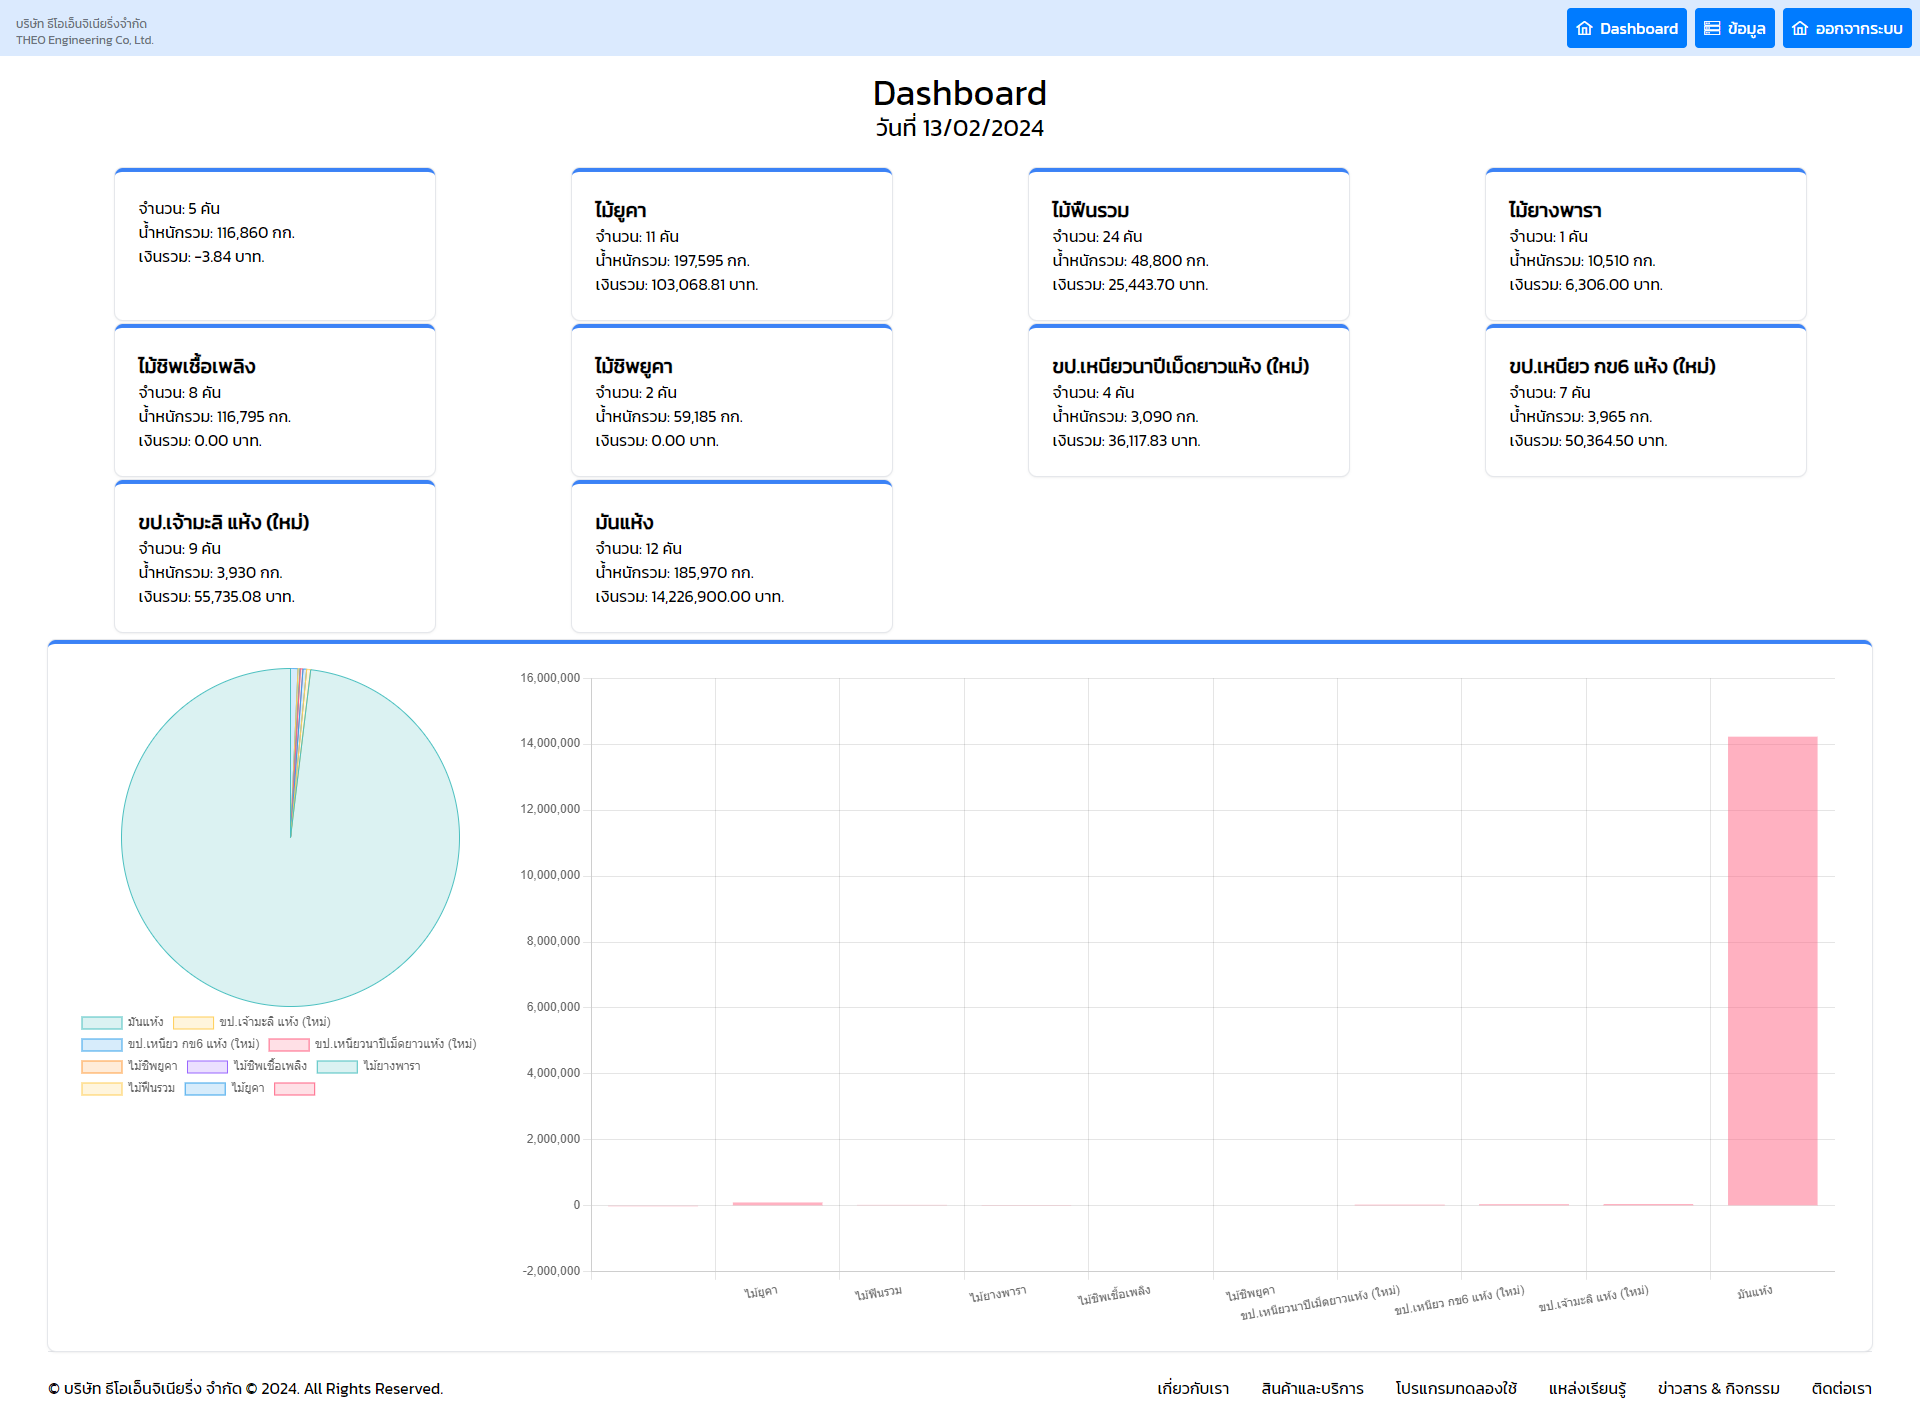 บริษัท ธีโอเอ็นจิเนียริ่งจำกัด
THEO Engineering Co, Ltd.
Dashboard
ข้อมูล
ออกจากระบบ
Dashboard
วันที่ 13/02/2024
จำนวน: 5 คัน
น้ำหนักรวม: 116,860 กก.
เงินรวม: -3.84 บาท.
ไม้ยูคา
จำนวน: 11 คัน
น้ำหนักรวม: 197,595 กก.
เงินรวม: 103,068.81 บาท.
ไม้ฟืนรวม
จำนวน: 24 คัน
น้ำหนักรวม: 48,800 กก.
เงินรวม: 25,443.70 บาท.
ไม้ยางพารา
จำนวน: 1 คัน
น้ำหนักรวม: 10,510 กก.
เงินรวม: 6,306.00 บาท.
ไม้ชิพเชื้อเพลิง
จำนวน: 8 คัน
น้ำหนักรวม: 116,795 กก.
เงินรวม: 0.00 บาท.
ไม้ชิพยูคา
จำนวน: 2 คัน
น้ำหนักรวม: 59,185 กก.
เงินรวม: 0.00 บาท.
ขป.เหนียวนาปีเม็ดยาวแห้ง (ใหม่)
จำนวน: 4 คัน
น้ำหนักรวม: 3,090 กก.
เงินรวม: 36,117.83 บาท.
ขป.เหนียว กข6 แห้ง (ใหม่)
จำนวน: 7 คัน
น้ำหนักรวม: 3,965 กก.
เงินรวม: 50,364.50 บาท.
ขป.เจ้ามะลิ แห้ง (ใหม่)
จำนวน: 9 คัน
น้ำหนักรวม: 3,930 กก.
เงินรวม: 55,735.08 บาท.
มันแห้ง
จำนวน: 12 คัน
น้ำหนักรวม: 185,970 กก.
เงินรวม: 14,226,900.00 บาท.
มันแห้ง
ขป.เจ้ามะลิ แห้ง (ใหม่)
ขป.เหนียว กข6 แห้ง (ใหม่)
ขป.เหนียวนาปีเม็ดยาวแห้ง (ใหม่)
ไม้ชิพยูคา
ไม้ชิพเชื้อเพลิง
ไม้ยางพารา
ไม้ฟืนรวม
ไม้ยูคา
16,000,000
14,000,000
12,000,000
10,000,000
8,000,000
6,000,000
4,000,000
2,000,000
0
-2,000,000
ไม้ยูคา
ไม้ฟืนรวม
ไม้ยางพารา
ไม้ชิพเชื้อเพลิง
ไม้ชิพยูคา
ขป.เหนียวนาปีเม็ดยาวแห้ง (ใหม่)
ขป.เหนียว กข6 แห้ง (ใหม่)
ขป.เจ้ามะลิ แห้ง (ใหม่)
มันแห้ง
© บริษัท ธีโอเอ็นจิเนียริ่ง จำกัด © 2024. All Rights Reserved.
เกี่ยวกับเรา
สินค้าและบริการ
โปรแกรมทดลองใช้
แหล่งเรียนรู้
ข่าวสาร & กิจกรรม
ติดต่อเรา